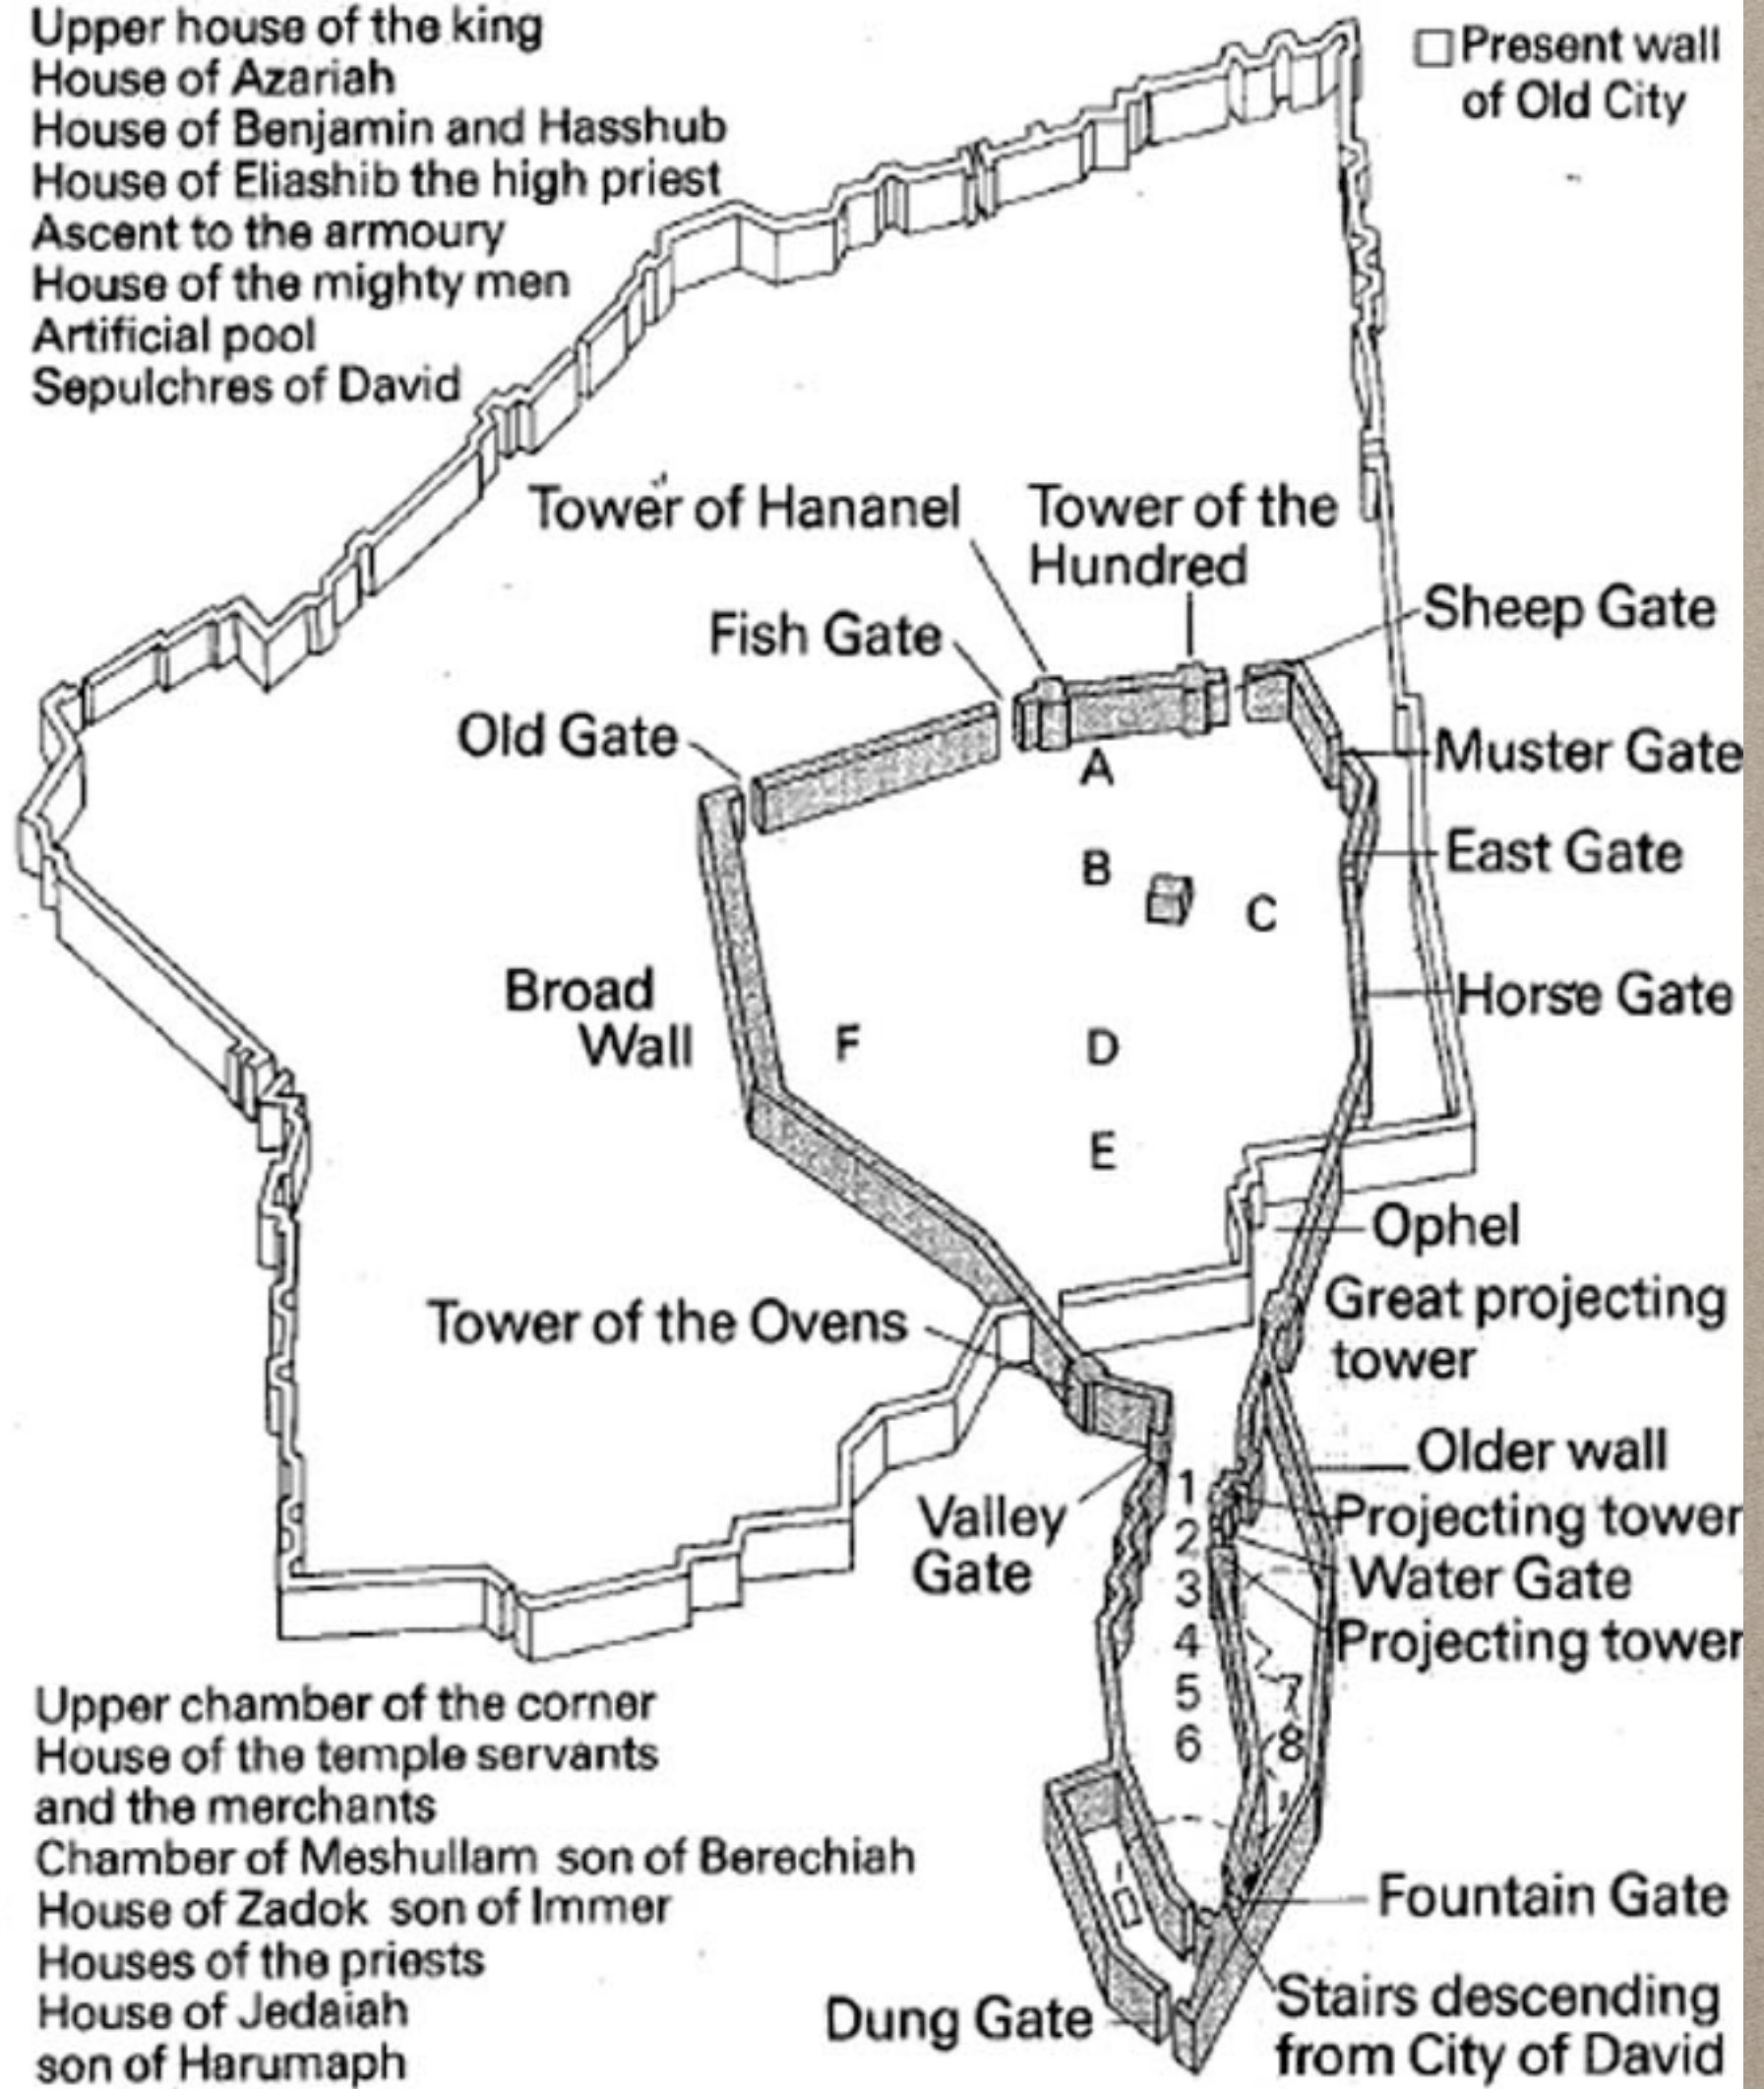 Upper house of the king
House of Azariah
House of Benjamin and Hasshub
House of Eliashib the high priest
Ascent to the armoury
House of the mighty men
Artificial pool
Sepulchres of David
Present wall
of Old City
Tower of Hananel
Tower of the
Hundred
Sheep Gate
Fish Gate
Old Gate
Muster Gate
A
B
East Gate
C
Broad
Wall
Horse Gate
F
D
E
Ophel
Great projecting
tower
Tower of the Ovens
Older wall
Valley
Gate
1
Projecting tower
2
Water Gate
3
Projecting tower
4
5
7
6
8
Upper chamber of the corner
House of the temple servants
and the merchants
Chamber of Meshullam son of Berechiah
House of Zadok son of Immer
Houses of the priests
House of Jedaiah
son of Harumaph
Fountain Gate
Dung Gate
Stairs descending
from City of David